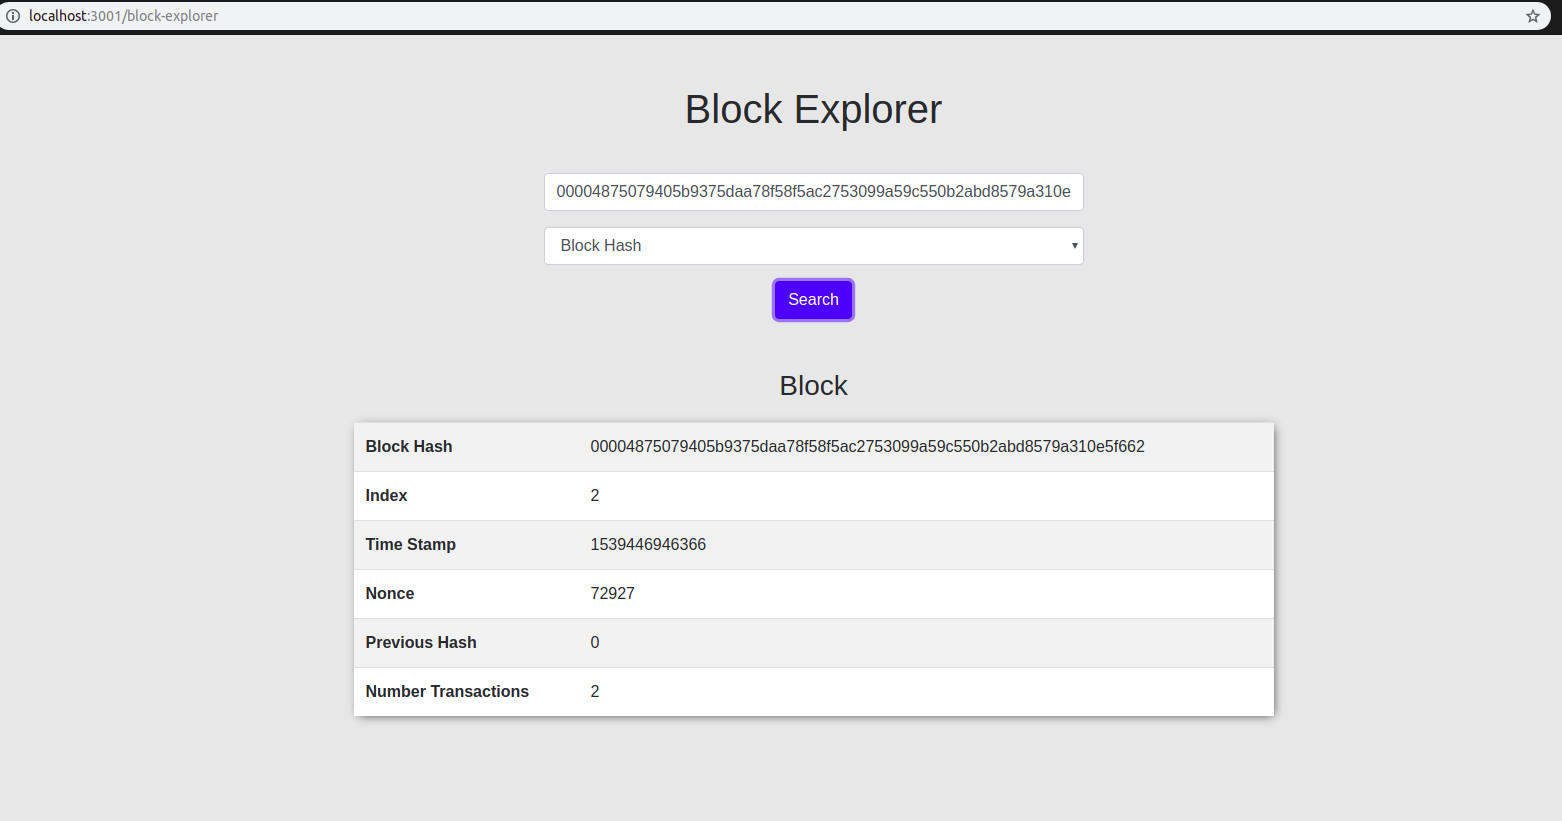 localhost:3001/block-explorer
Block Explorer
00004875079405b9375daa78f58f5ac2753099a59c550b2abd8579a310e
Block Hash
Search
Block
Block Hash 00004875079405b9375daa78f58f5ac2753099a59c550b2abd8579a310e5f662
Index 2
Time Stamp 1539446946366
Nonce 72927
Previous Hash 0
Number Transactions 2